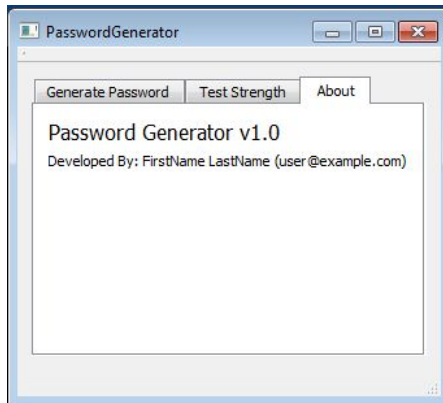 PasswordGenerator
Generate Password Test Strength About
Password Generator v1.0
Developed By: FirstName LastName (user@example.com)